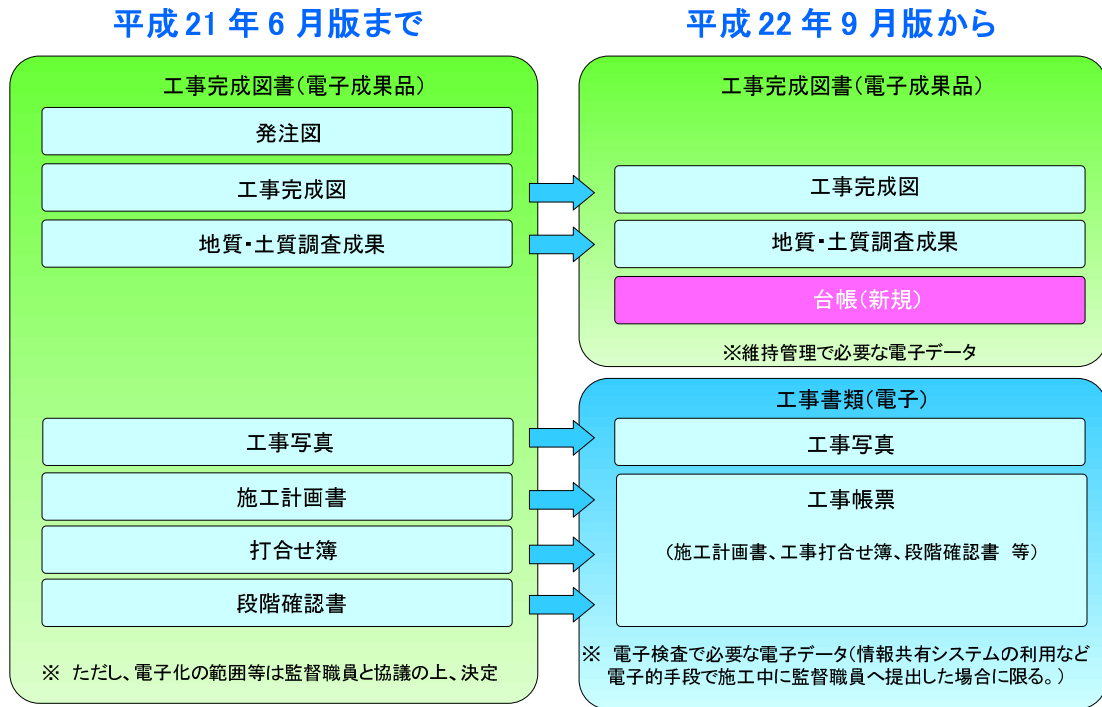 平成21年6月版まで
工事完成図書(電子成果品)
発注図
工事完成図
地質・土質調査成果
工事写真
施工計画書
打合せ簿
段階確認書
※ ただし、電子化の範囲等は監督職員と協議の上、決定
平成22年9月版から
工事完成図書(電子成果品)
工事完成図
地質・土質調査成果
台帳(新規)
※維持管理で必要な電子データ
工事書類(電子)
工事写真
工事帳票
(施工計画書、工事打合せ簿、段階確認書 等)
※ 電子検査で必要な電子データ(情報共有システムの利用など
電子的手段で施工中に監督職員へ提出した場合に限る。)